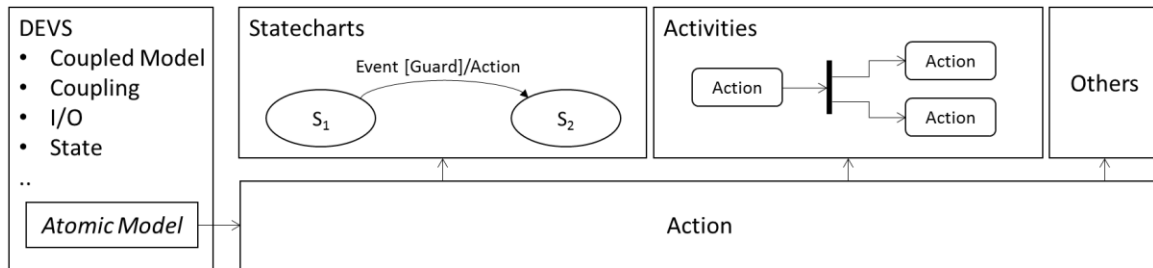 DEVS
• Coupled Model
• Coupling
• I/O
• State
..
Atomic Model
Statecharts
Event [Guard]/Action
S₁
S₂
Activities
Action
Action
Action
Others
Action